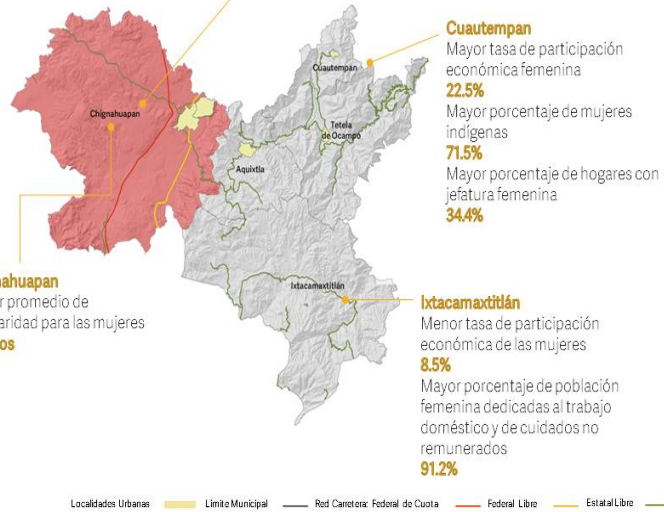 Cuautempan
Mayor tasa de participación
económica femenina
22.5%
Mayor porcentaje de mujeres
indígenas
71.5%
Mayor porcentaje de hogares con
jefatura femenina
34.4%
Cuautempan
Chignahuapan
Tetela
de Ocampo
Aquixtla
Ixtacamaxtitlán
nahuapan
r promedio de
aridad para las mujeres
os
Ixtacamaxtitlán
Menor tasa de participación
económica de las mujeres
8.5%
Mayor porcentaje de población
femenina dedicadas al trabajo
doméstico y de cuidados no
remunerados
91.2%
Localidades Urbanas Límite Municipal Red Carretera: Federal de Cuota Federal Libre Estatal Libre